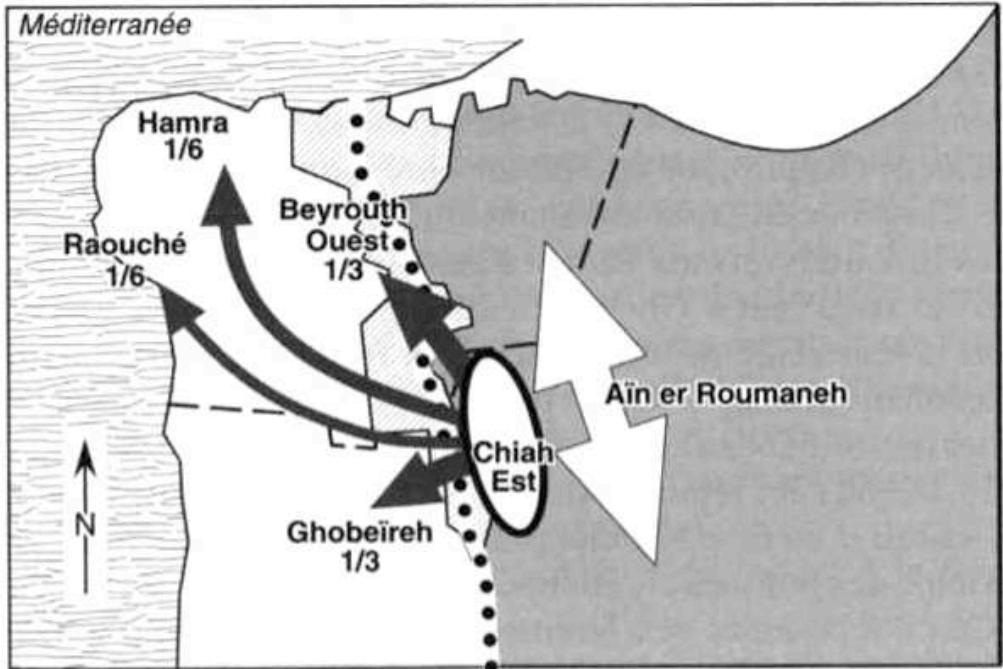 Méditerranée
Hamra
1/6
Beyrouth
Ouest
1/3
Raouché
1/6
Aïn er Roumaneh
Chiah
Est
Ghobeïreh
1/3
N